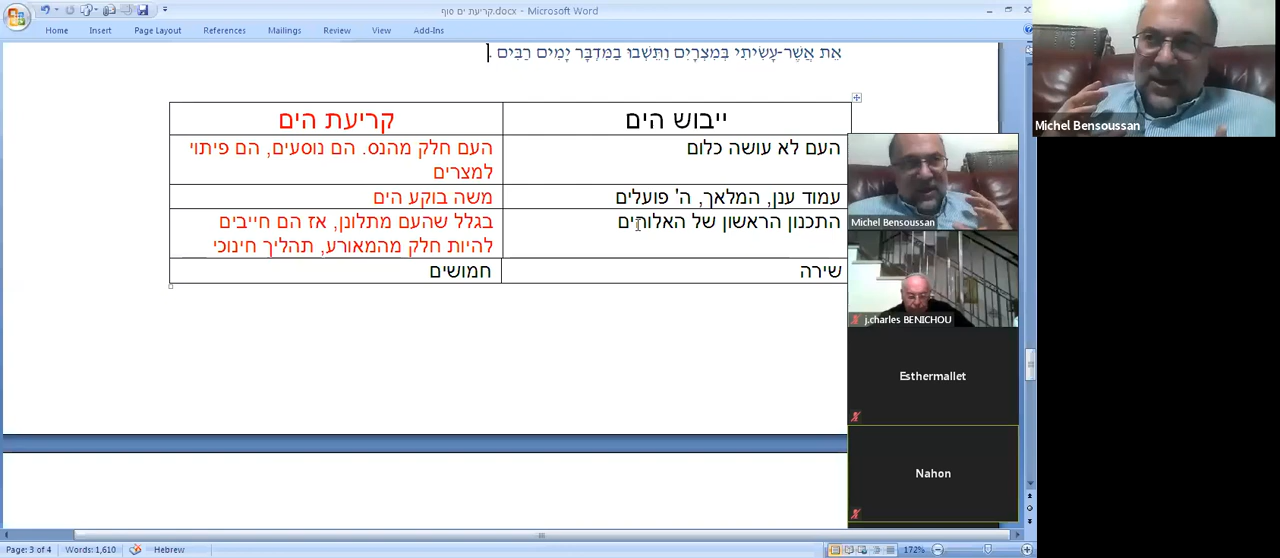 קריעת ים סוף.docx - Microsoft Word
Home Insert Page Layout References Mailings Review View Add-Ins
אֵת אֲשֶׁר-עָשִׂיתִי בְּמִצְרָיִם וַתֵּשְׁבוּ בַמִּדְבָּר יָמִים רַבִּים .
ייבוש הים
קריעת הים
העם לא עושה כלום
העם חלק מהנס. הם נוסעים, הם פיתוי
למצרים
עמוד ענן, המלאך, ה' פועלים
משה בוקע הים
התכנון הראשון של האלוהים
בגלל שהעם מתלונן, אז הם חייבים
להיות חלק מהמאורע, תהליך חינוכי
שירה
חמושים
Michel Bensoussan
Michel Bensoussan
j.charles BENICHOU
Esthermallet
Nahon
Page: 3 of 4 Words: 1,610 Hebrew 172%